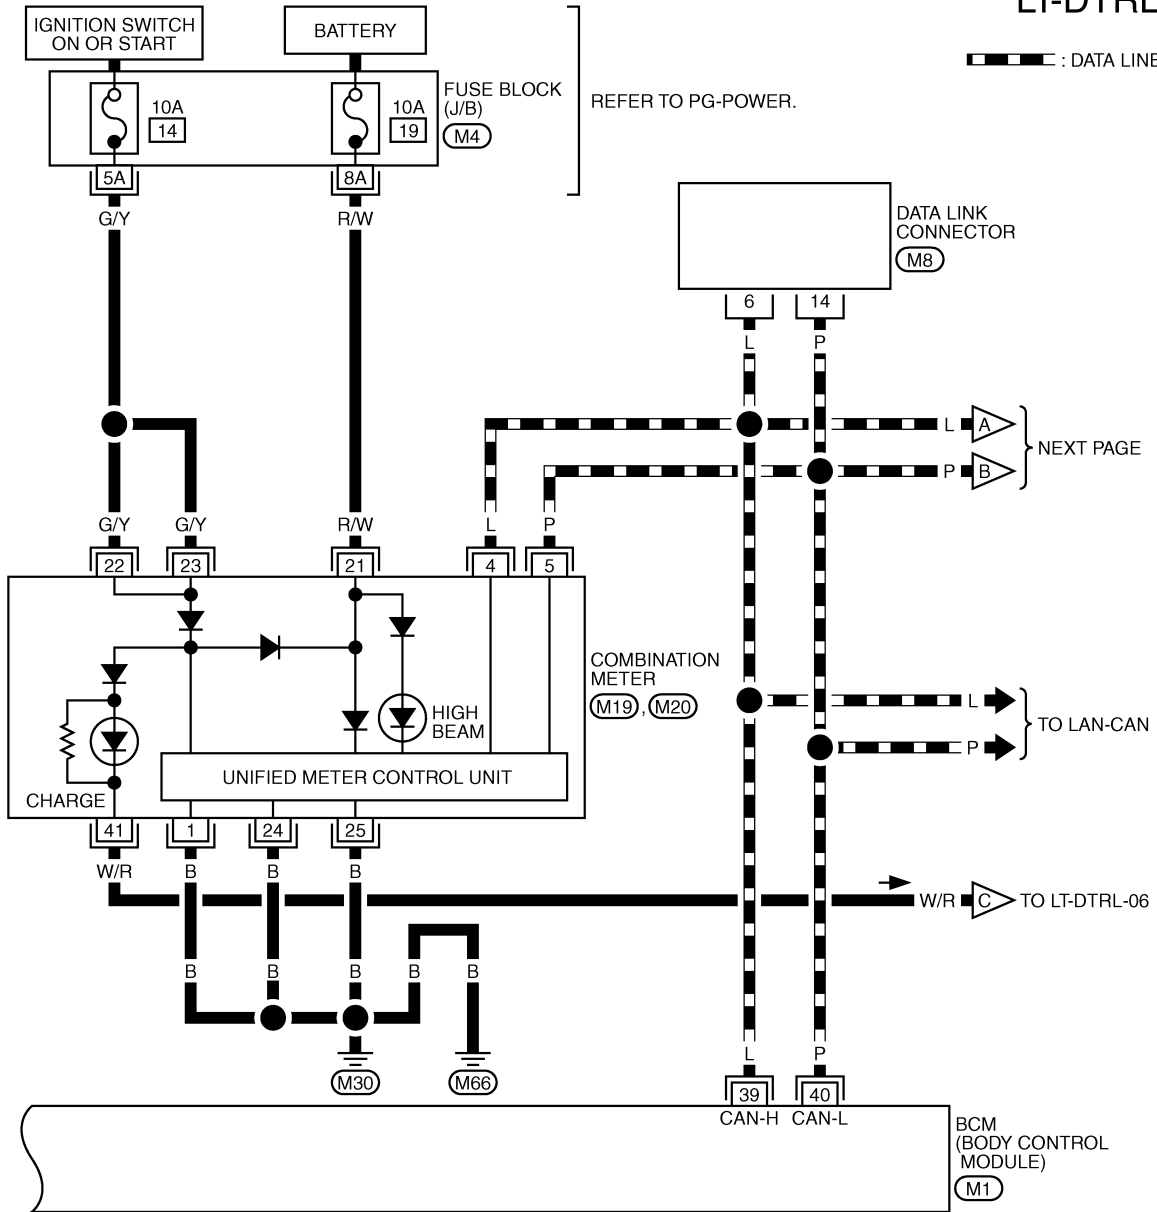 LT-DTRL
IGNITION SWITCH
ON OR START
BATTERY
: DATA LINE
10A
14
10A
19
FUSE BLOCK
(J/B)
M4
REFER TO PG-POWER.
5A
8A
G/Y
R/W
DATA LINK
CONNECTOR
M8
6
14
L
P
L
A
P
B
NEXT PAGE
G/Y
G/Y
R/W
L
P
22
23
21
4
5
COMBINATION
METER
M19, M20
HIGH
BEAM
L
P
TO LAN-CAN
UNIFIED METER CONTROL UNIT
CHARGE
41
1
24
25
W/R
B
B
B
W/R
C
TO LT-DTRL-06
B
B
B
B
B
M30
M66
L
P
39
40
CAN-H
CAN-L
BCM
(BODY CONTROL
MODULE)
M1